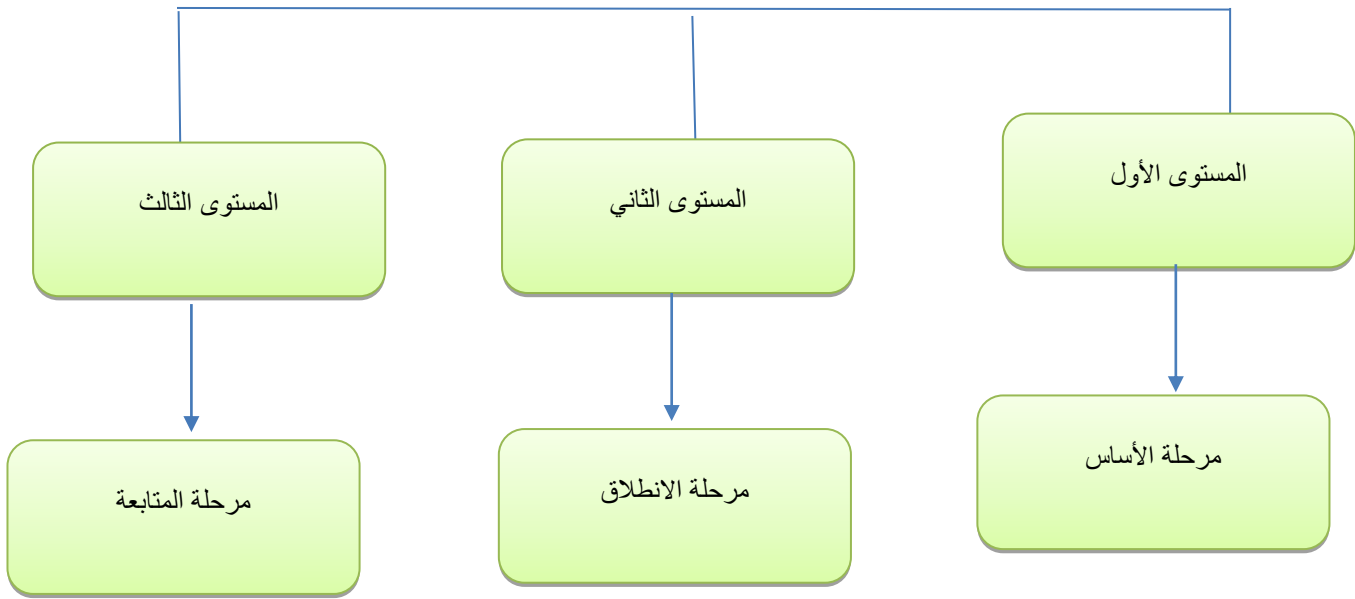 المستوى الأول
المستوى الثاني
المستوى الثالث
مرحلة الأساس
مرحلة الانطلاق
مرحلة المتابعة